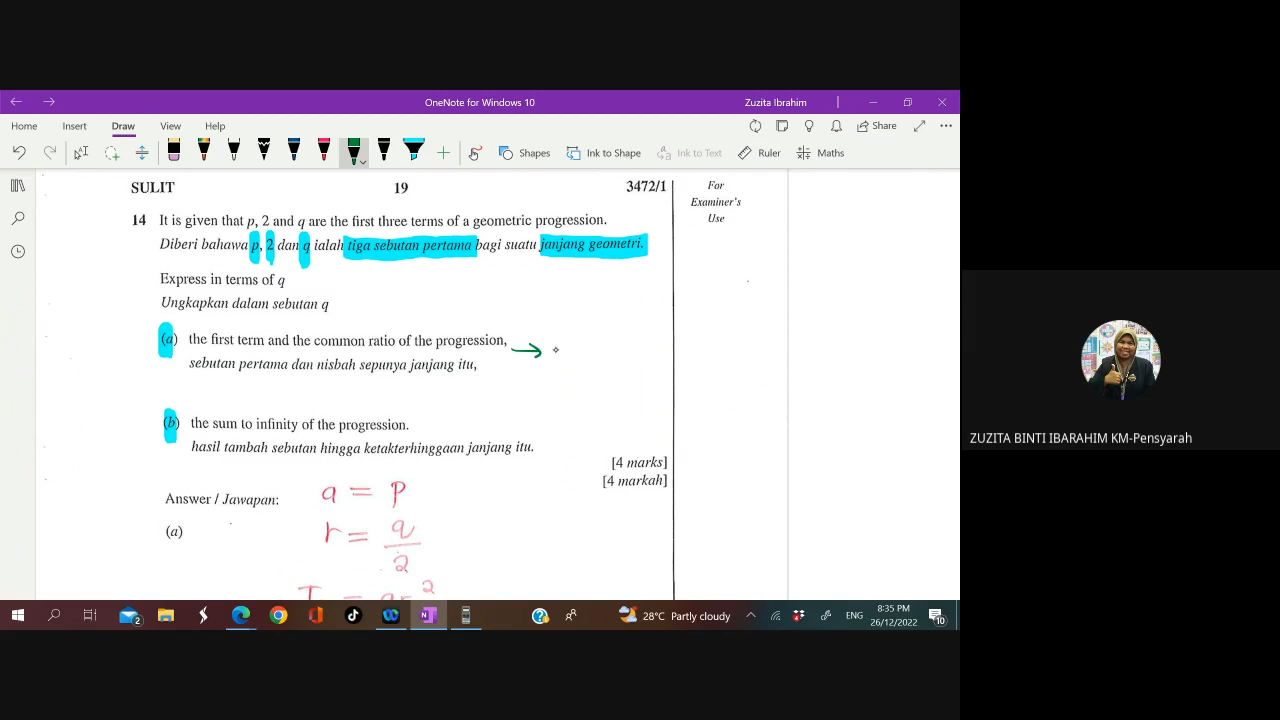 OneNote for Windows 10
Zuzita Ibrahim
Home Insert Draw View Help
Share
Shapes Ink to Shape Ink to Text Ruler Maths
SULIT 19 3472/1
For
Examiner's
Use
14 It is given that p, 2 and q are the first three terms of a geometric progression.
Diberi bahawa p, 2 dan q ialah tiga sebutan pertama bagi suatu janjang geometri.
Express in terms of q
Ungkapkan dalam sebutan q
(a) the first term and the common ratio of the progression,
sebutan pertama dan nisbah sepunya janjang itu,
(b) the sum to infinity of the progression.
hasil tambah sebutan hingga ketakterhinggaan janjang itu.
[4 marks]
[4 markah]
Answer / Jawapan:
a = p
(a)
r = q/2
ZUZITA BINTI IBARAHIM KM-Pensyarah
2
28°C Partly cloudy
ENG
8:35 PM
26/12/2022
10